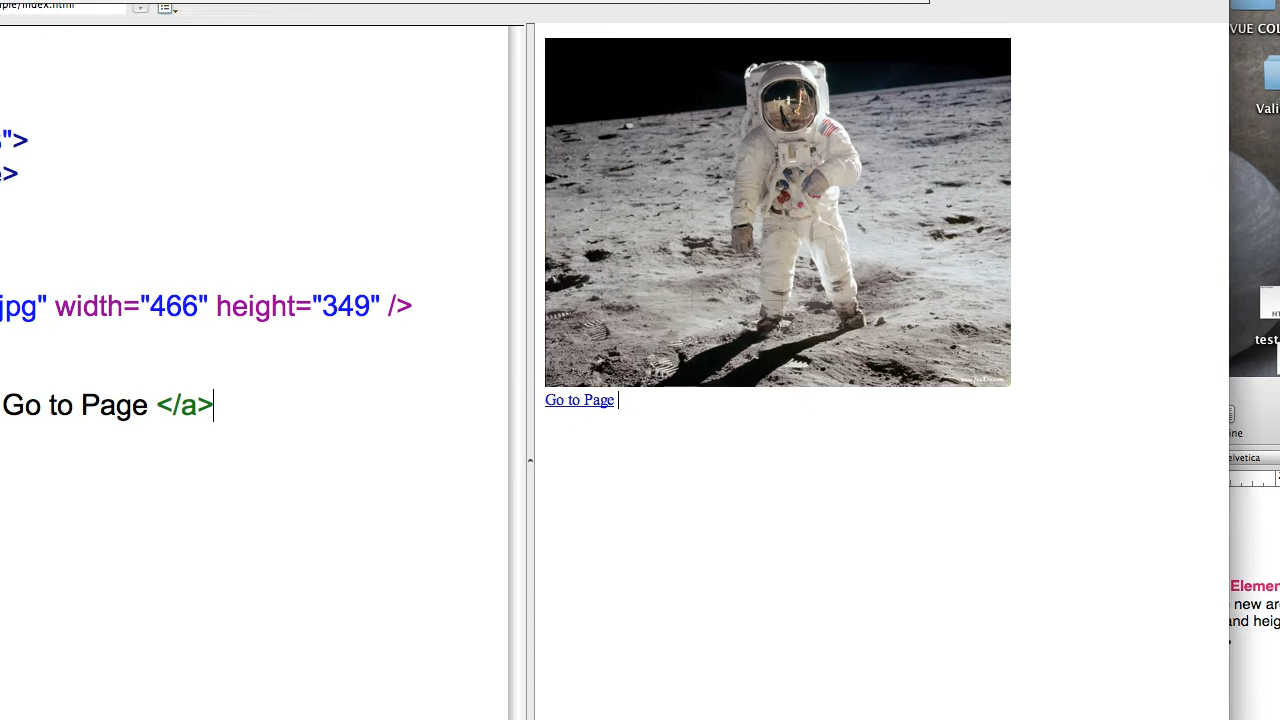 ple/index.html
">
>
jpg" width="466" height="349" />
Go to Page </a>
Go to Page
VUE COL
Vali
HT
test
ine
elvetica
Elemen
new ar
and heig